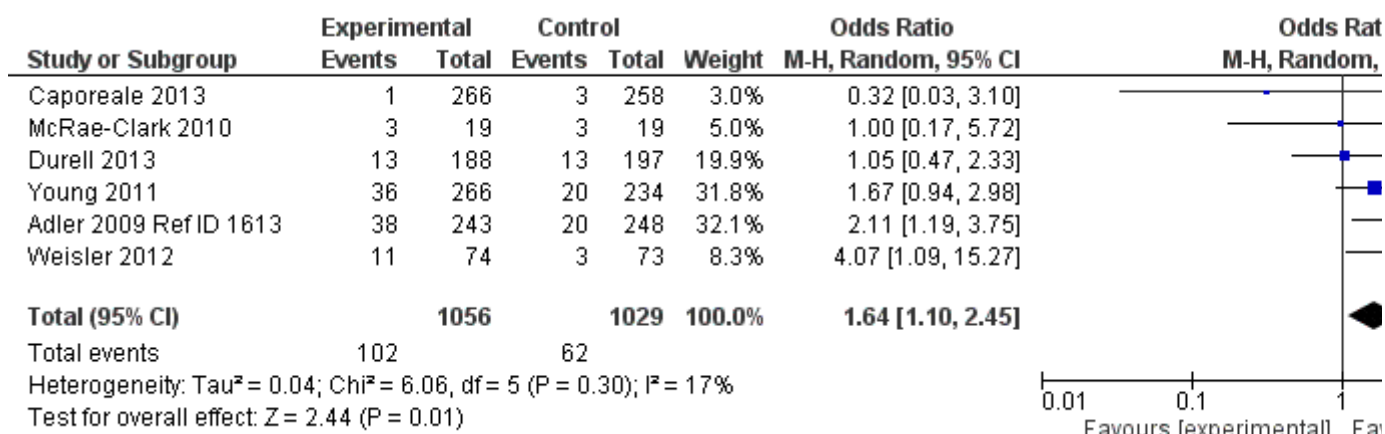 Experimental Control Odds Ratio Odds Rat
Study or Subgroup Events Total Events Total Weight M-H, Random, 95% CI M-H, Random,
Caporeale 2013 1 266 3 258 3.0% 0.32 [0.03, 3.10]
McRae-Clark 2010 3 19 3 19 5.0% 1.00 [0.17, 5.72]
Durell 2013 13 188 13 197 19.9% 1.05 [0.47, 2.33]
Young 2011 36 266 20 234 31.8% 1.67 [0.94, 2.98]
Adler 2009 Ref ID 1613 38 243 20 248 32.1% 2.11 [1.19, 3.75]
Weisler 2012 11 74 3 73 8.3% 4.07 [1.09, 15.27]
Total (95% CI) 1056 1029 100.0% 1.64 [1.10, 2.45]
Total events 102 62
Heterogeneity: Tau² = 0.04; Chi² = 6.06, df = 5 (P = 0.30); I² = 17%
Test for overall effect: Z = 2.44 (P = 0.01)
0.01 0.1 1
Favours [experimental] Fav